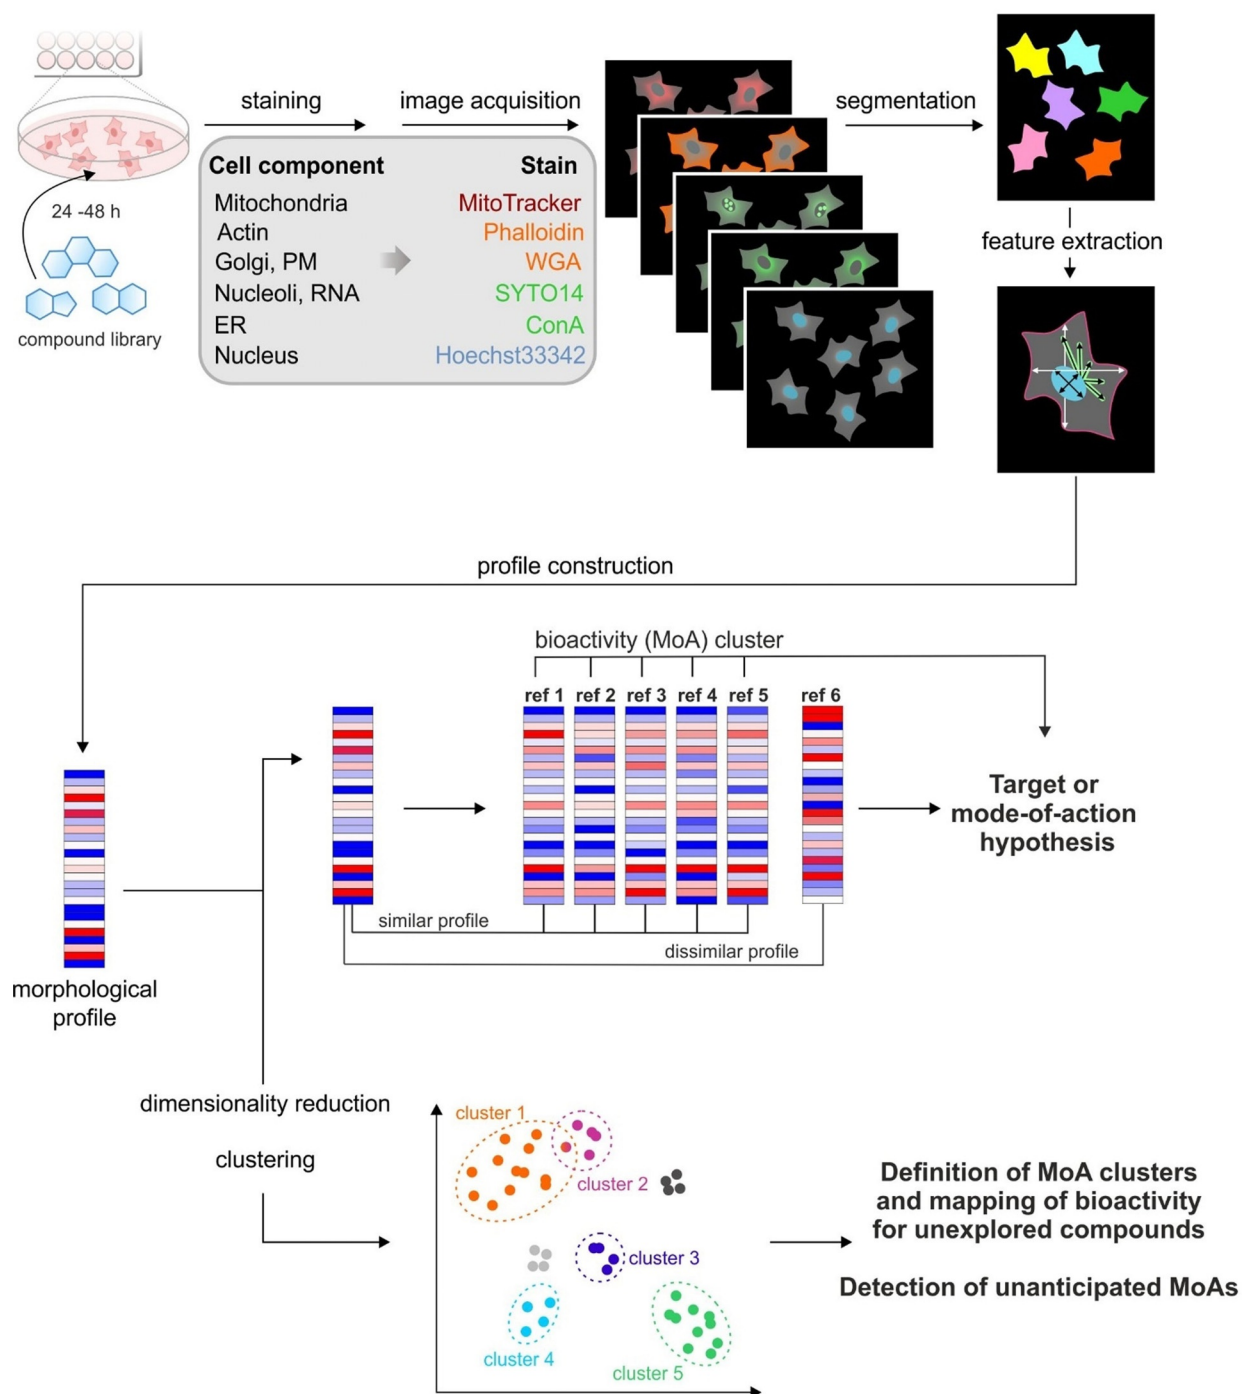 staining
image acquisition
segmentation
Cell component Stain
Mitochondria MitoTracker
Actin Phalloidin
Golgi, PM WGA
Nucleoli, RNA SYTO14
ER ConA
Nucleus Hoechst33342
24 -48 h
compound library
feature extraction
profile construction
bioactivity (MoA) cluster
ref 1 ref 2 ref 3 ref 4 ref 5 ref 6
Target or
mode-of-action
hypothesis
similar profile
dissimilar profile
morphological
profile
dimensionality reduction
clustering
cluster 1
cluster 2
cluster 3
cluster 4
cluster 5
Definition of MoA clusters
and mapping of bioactivity
for unexplored compounds
Detection of unanticipated MoAs